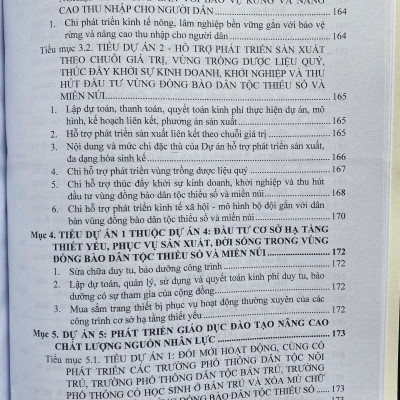 CAO THU NHẬP CHO NGƯỜI DÂN 164
1. Chi phát triển kinh tế nông, lâm nghiệp bền vững gắn với bảo vệ
rừng và nâng cao thu nhập cho người dân 164
Tiểu mục 3.2. TIỂU DỰ ÁN 2 - HỖ TRỢ PHÁT TRIỂN SẢN XUẤT
THEO CHUỖI GIÁ TRỊ, VÙNG TRỒNG DƯỢC LIỆU QUÝ,
THÚC ĐẨY KHỞI SỰ KINH DOANH, KHỞI NGHIỆP VÀ THU
HÚT ĐẦU TƯ VÙNG ĐỒNG BÀO DÂN TỘC THIỂU SỐ VÀ
MIỀN NÚI 165
1. Lập dự toán, thanh toán, quyết toán kinh phí thực hiện dự án, mô
hình, kế hoạch liên kết, phương án sản xuất 165
2. Hỗ trợ phát triển sản xuất liên kết theo chuỗi giá trị 165
3. Nội dung và mức chi đặc thù của Dự án hỗ trợ phát triển sản xuất,
đa dạng hóa sinh kế 166
4. Chi hỗ trợ phát triển vùng trồng dược liệu quý 167
5. Chi hỗ trợ thúc đẩy khởi sự kinh doanh, khởi nghiệp và thu hút
đầu tư vùng đồng bào dân tộc thiểu số và miền núi 168
6. Chi hỗ trợ phát triển kinh tế xã hội - mô hình bộ đội gắn với dân
bản vùng đồng bào dân tộc thiểu số và miền núi 170
Mục 4. TIỂU DỰ ÁN 1 THUỘC DỰ ÁN 4: ĐẦU TƯ CƠ SỞ HẠ TẦNG
THIẾT YẾU, PHỤC VỤ SẢN XUẤT, ĐỜI SỐNG TRONG VÙNG
ĐỒNG BÀO DÂN TỘC THIỂU SỐ VÀ MIỀN NÚI 172
1. Sửa chữa duy tu, bảo dưỡng công trình 172
2. Lập dự toán, quản lý, sử dụng và quyết toán kinh phí duy tu, bảo
dưỡng có sự tham gia của cộng đồng 172
3. Mua sắm trang thiết bị phục vụ hoạt động thường xuyên của các
công trình cơ sở hạ tầng thiết yếu 172
Mục 5. DỰ ÁN 5: PHÁT TRIỂN GIÁO DỤC ĐÀO TẠO NÂNG CAO
CHẤT LƯỢNG NGUỒN NHÂN LỰC 173
Tiểu mục 5.1. TIỂU DỰ ÁN 1: ĐỔI MỚI HOẠT ĐỘNG, CỦNG CỐ
PHÁT TRIỂN CÁC TRƯỜNG PHỔ THÔNG DÂN TỘC NỘI
TRÚ, TRƯỜNG PHỔ THÔNG DÂN TỘC BÁN TRÚ, TRƯỜNG
PHỔ THÔNG CÓ HỌC SINH Ở BÁN TRÚ VÀ XÓA MÙ CHỮ
ĐỒNG BÀO DÂN TỘC THIỂU SỐ 173